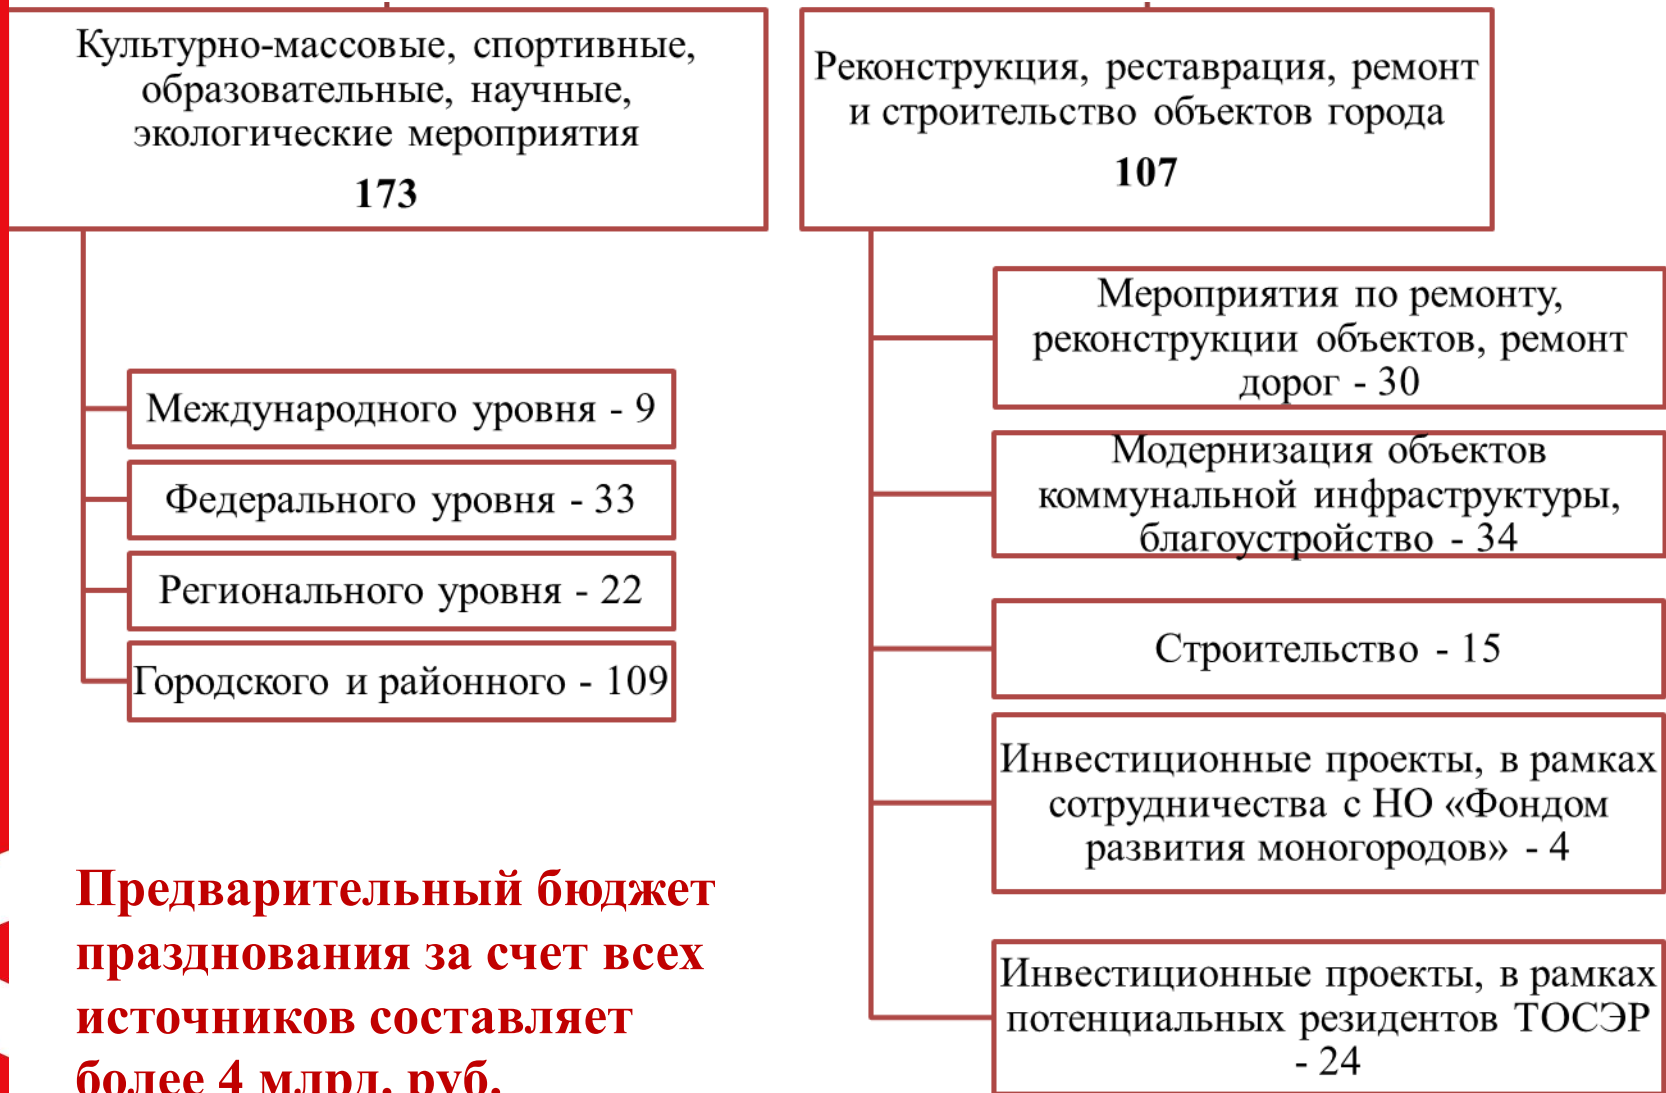 Культурно-массовые, спортивные,
образовательные, научные,
экологические мероприятия
173
Международного уровня - 9
Федерального уровня - 33
Регионального уровня - 22
Городского и районного - 109
Реконструкция, реставрация, ремонт
и строительство объектов города
107
Мероприятия по ремонту,
реконструкции объектов, ремонт
дорог - 30
Модернизация объектов
коммунальной инфраструктуры,
благоустройство - 34
Строительство - 15
Инвестиционные проекты, в рамках
сотрудничества с НО «Фондом
развития моногородов» - 4
Инвестиционные проекты, в рамках
потенциальных резидентов ТОСЭР
- 24
Предварительный бюджет
празднования за счет всех
источников составляет
более 4 млрд. руб.